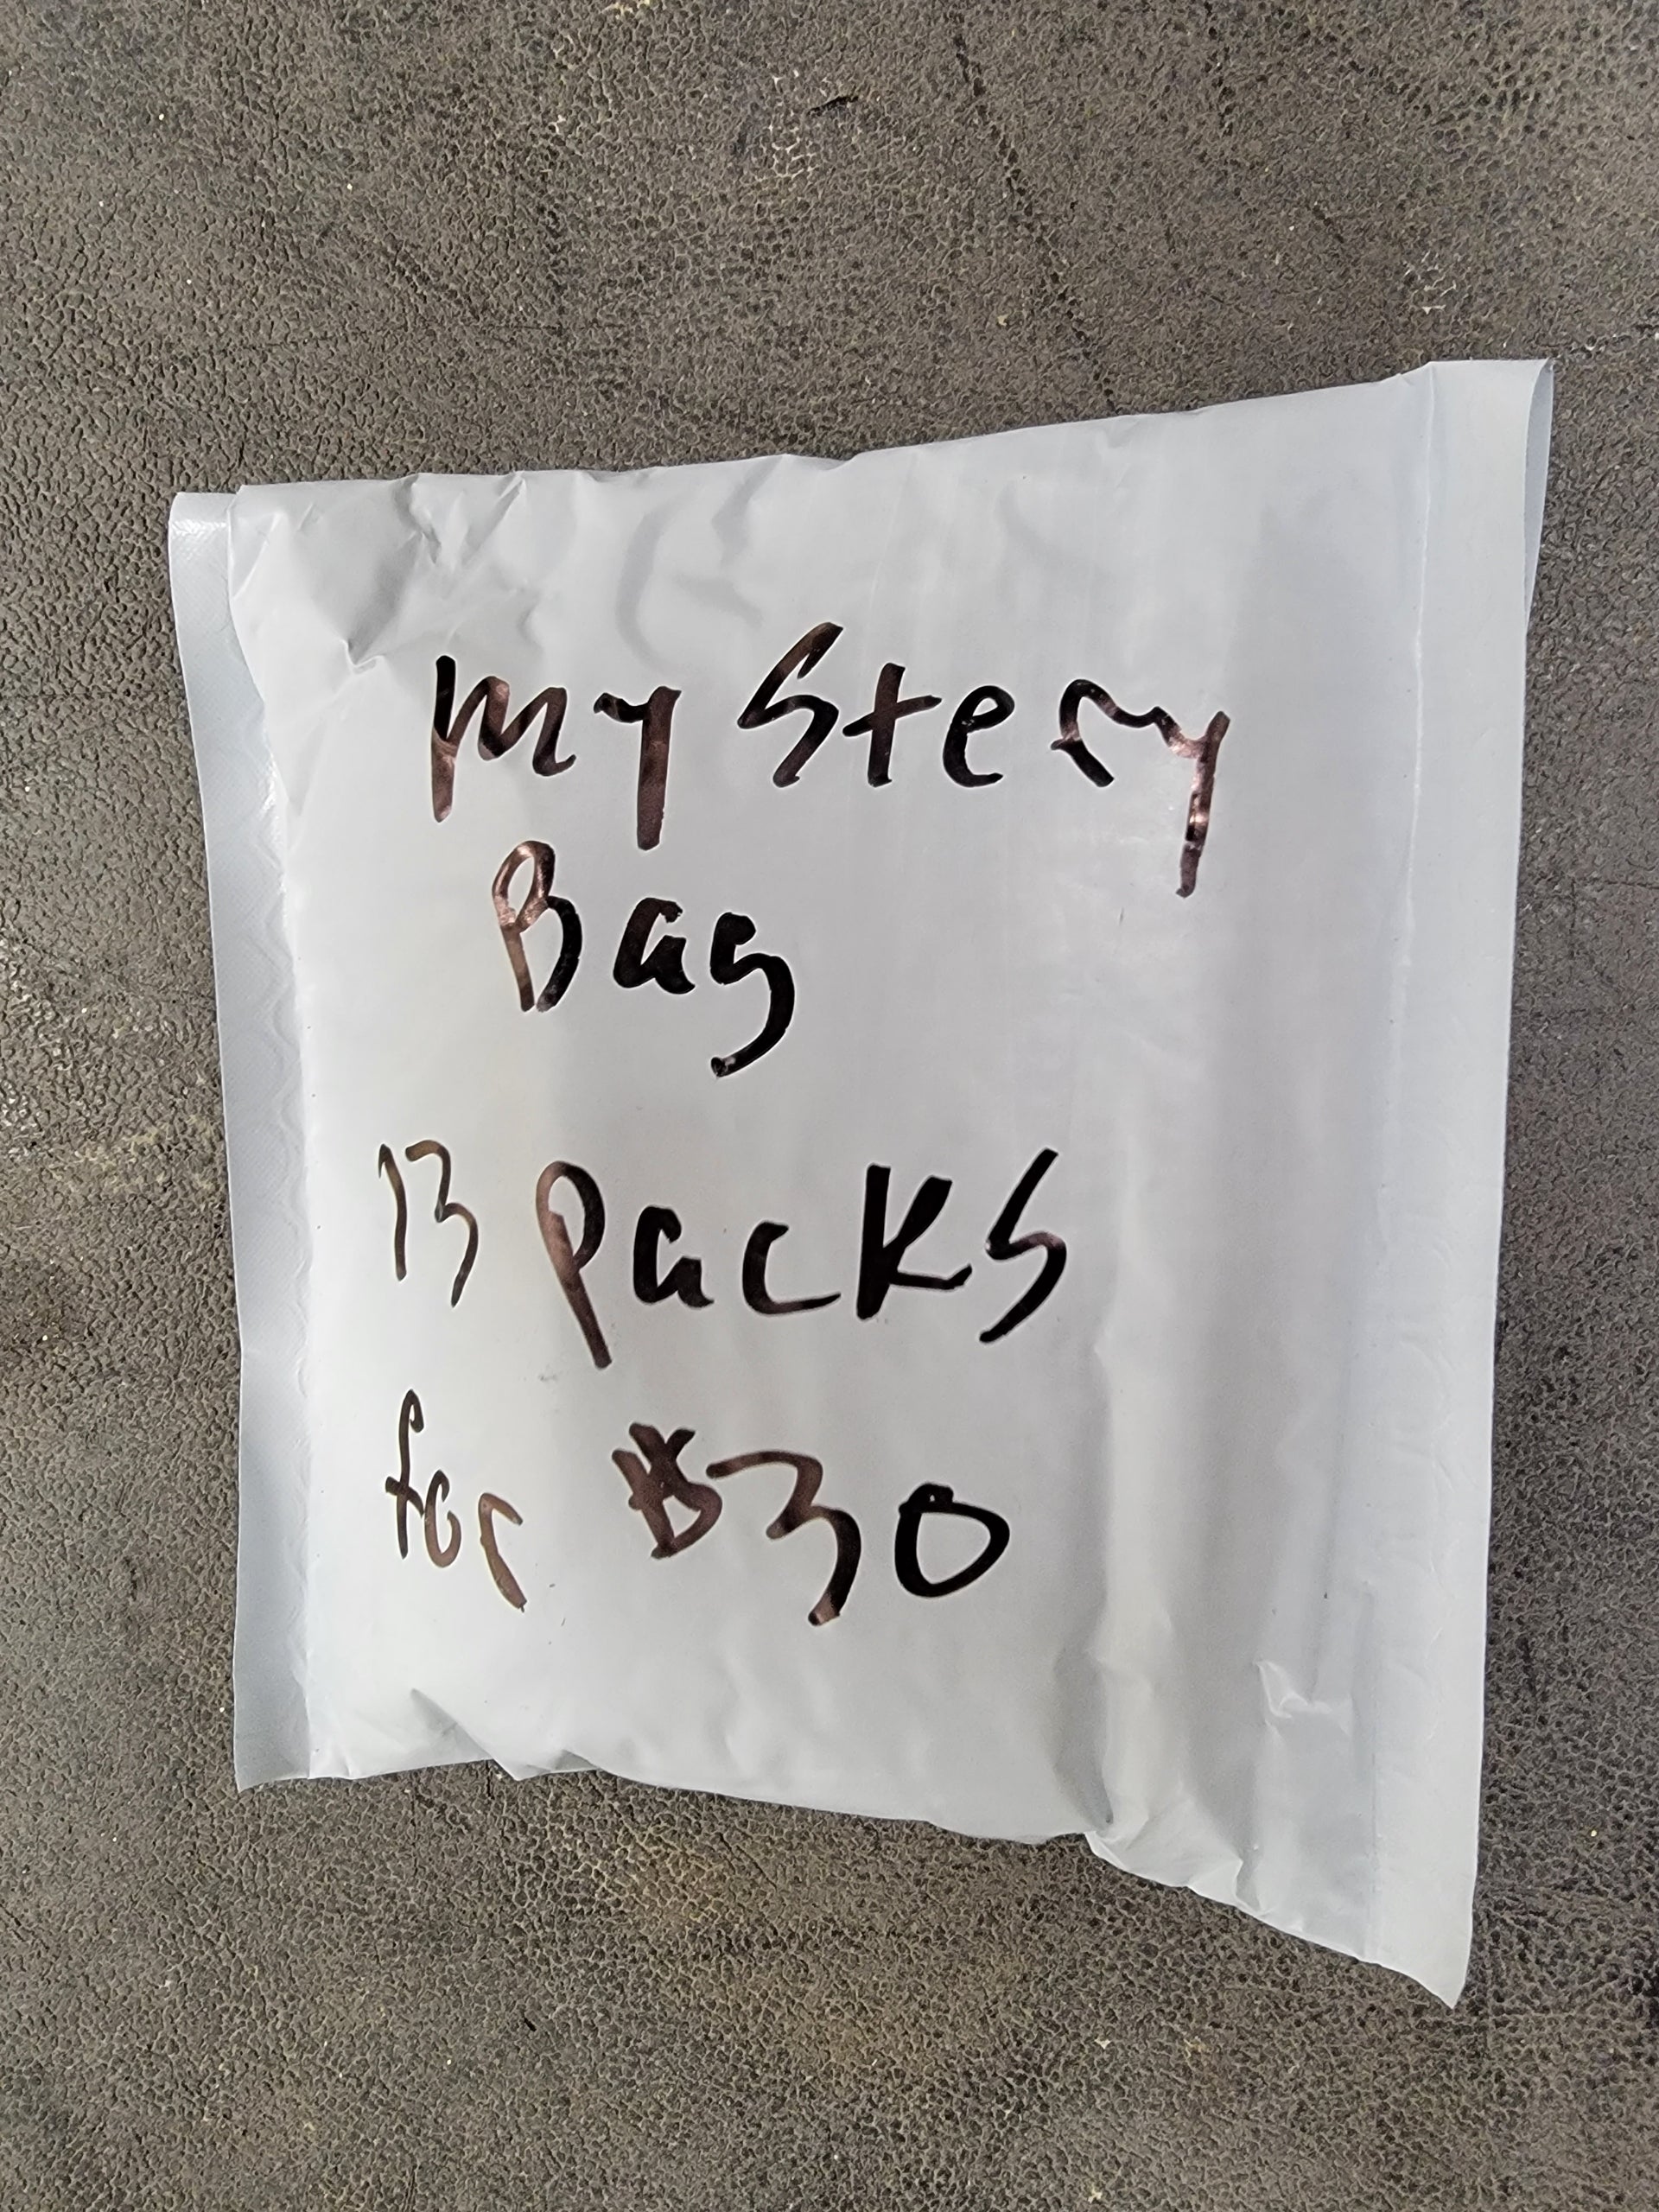 Mystery
Bag
13 Packs
for $30